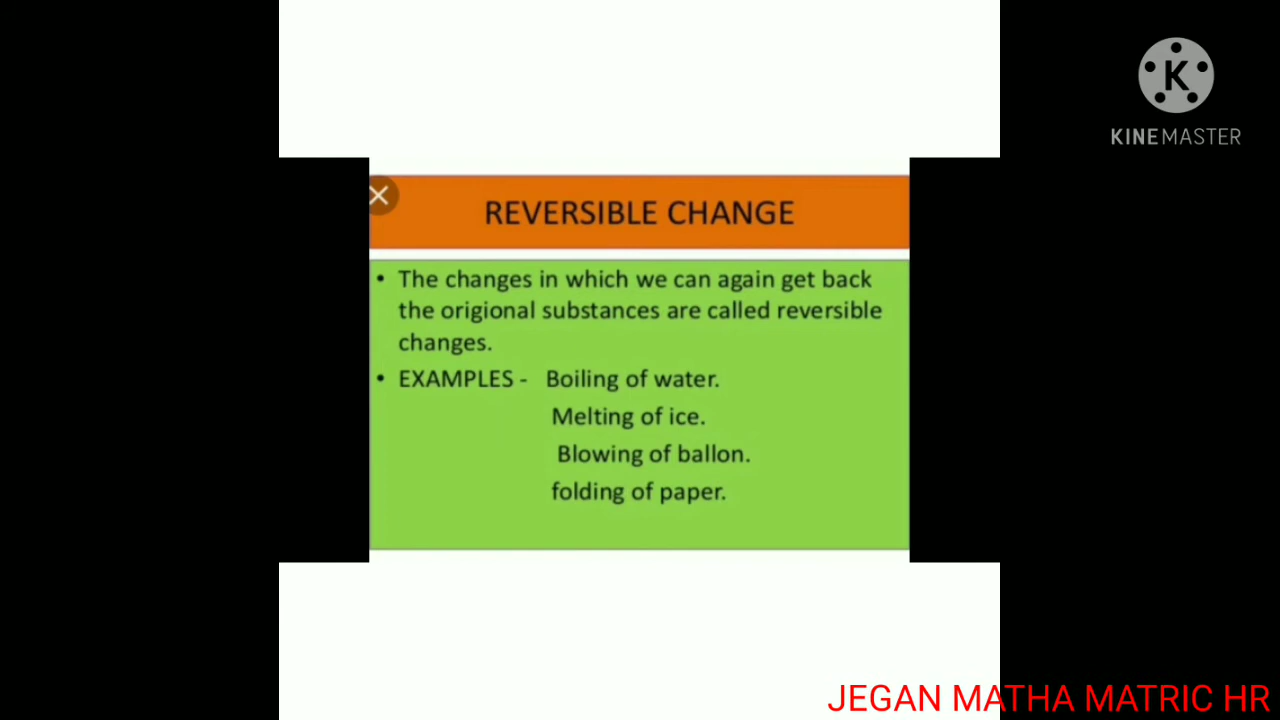 KINEMASTER
REVERSIBLE CHANGE
• The changes in which we can again get back
the origional substances are called reversible
changes.
• EXAMPLES - Boiling of water.
Melting of ice.
Blowing of ballon.
folding of paper.
JEGAN MATHA MATRIC HR